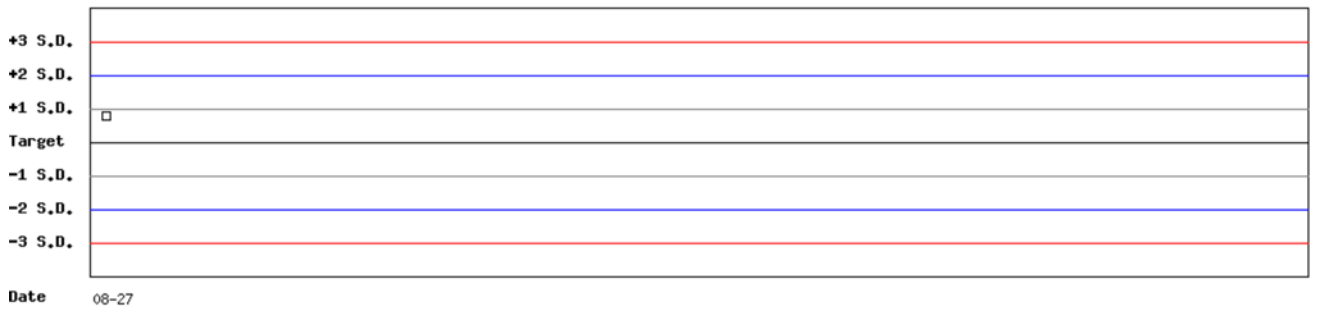 +3 S.D.
+2 S.D.
+1 S.D.
Target
-1 S.D.
-2 S.D.
-3 S.D.
Date 08-27